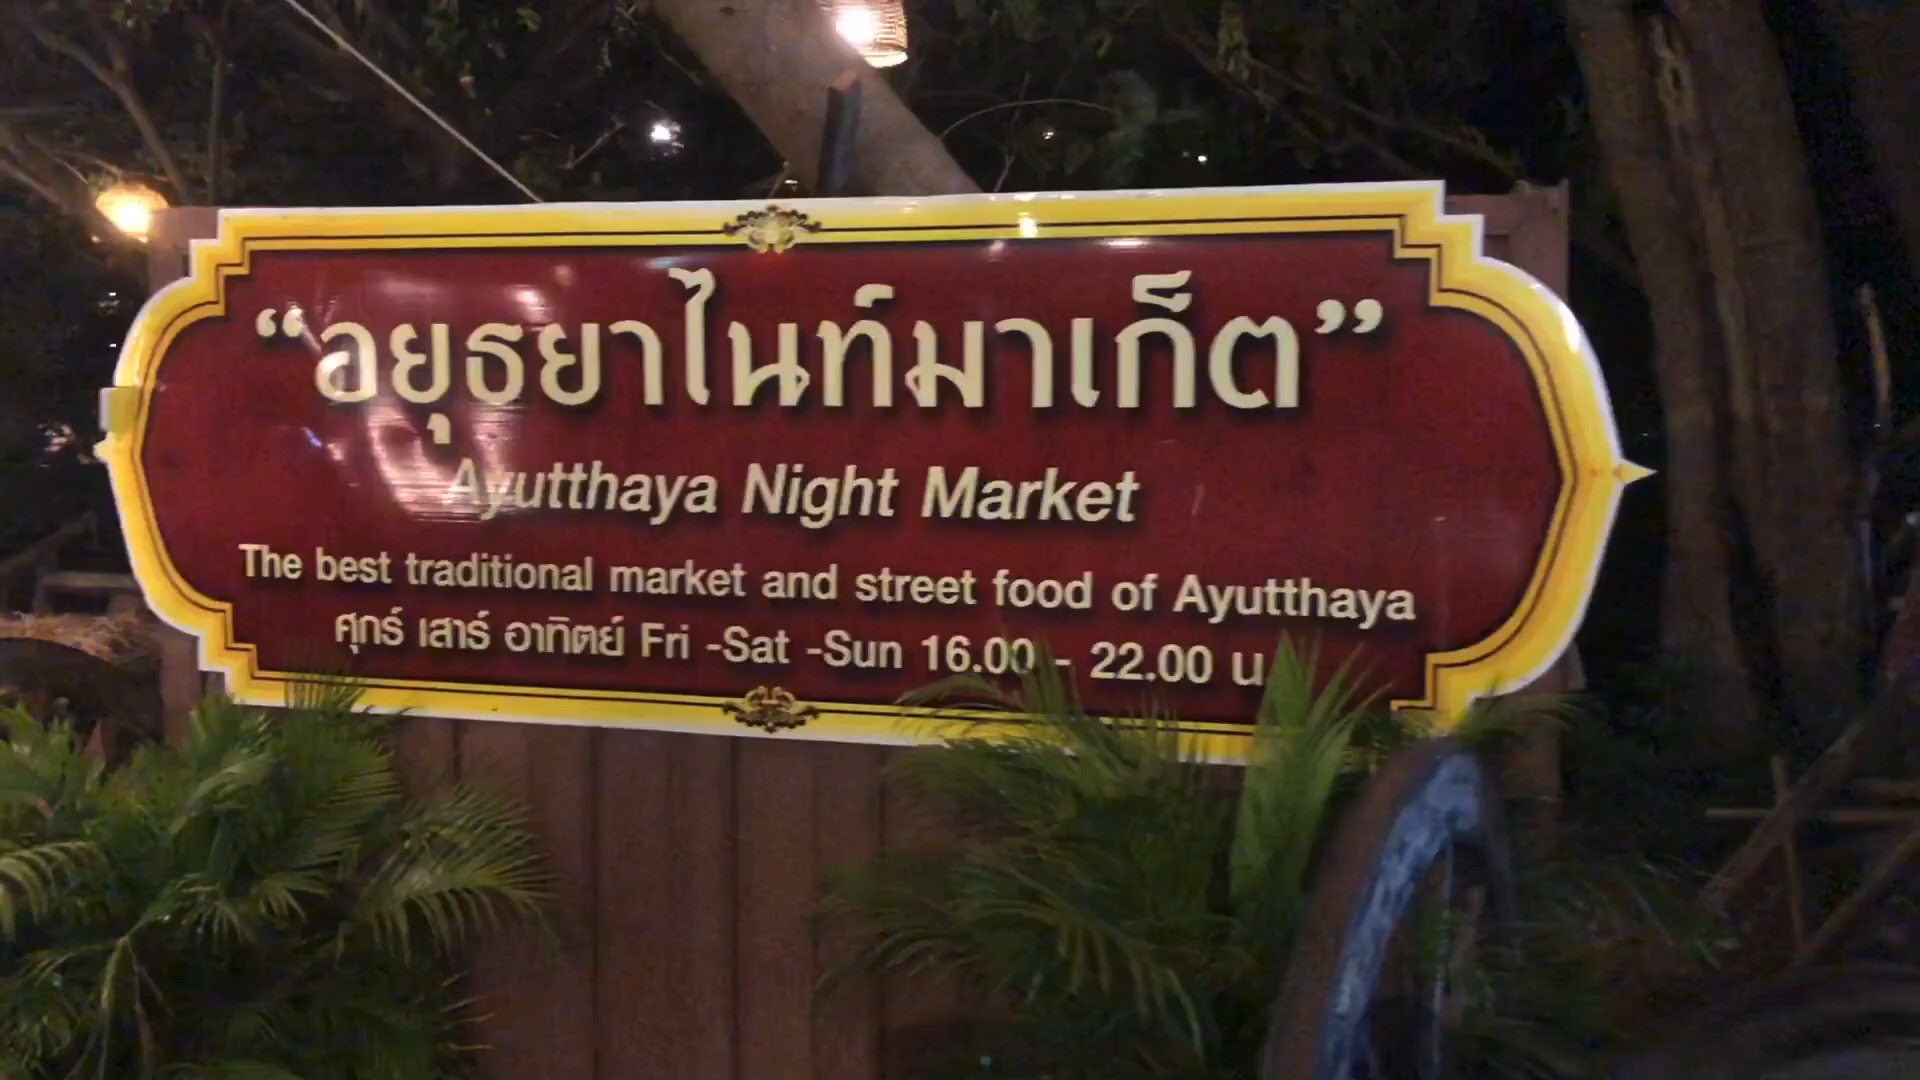 “อยุธยาไนท์มาเก็ต”
Ayutthaya Night Market
The best traditional market and street food of Ayutthaya
ศุกร์ เสาร์ อาทิตย์ Fri -Sat -Sun 16.00 - 22.00 น.